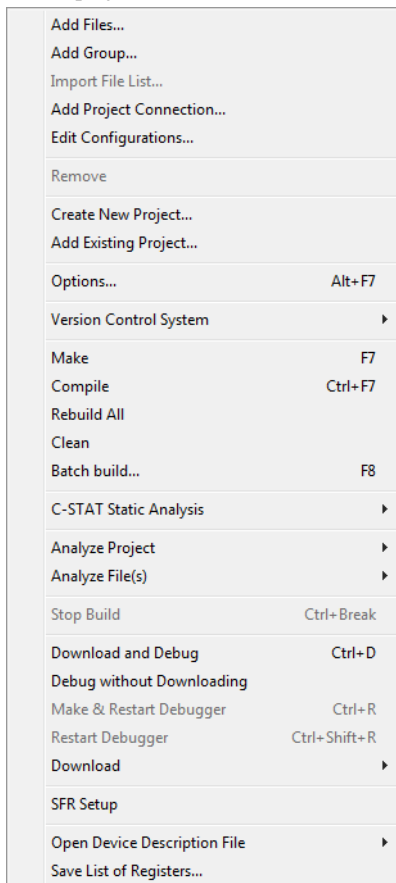 Add Files...
Add Group...
Import File List...
Add Project Connection...
Edit Configurations...
Remove
Create New Project...
Add Existing Project...
Options... Alt+F7
Version Control System
Make F7
Compile Ctrl+F7
Rebuild All
Clean
Batch build... F8
C-STAT Static Analysis
Analyze Project
Analyze File(s)
Stop Build Ctrl+Break
Download and Debug Ctrl+D
Debug without Downloading
Make & Restart Debugger Ctrl+R
Restart Debugger Ctrl+Shift+R
Download
SFR Setup
Open Device Description File
Save List of Registers...